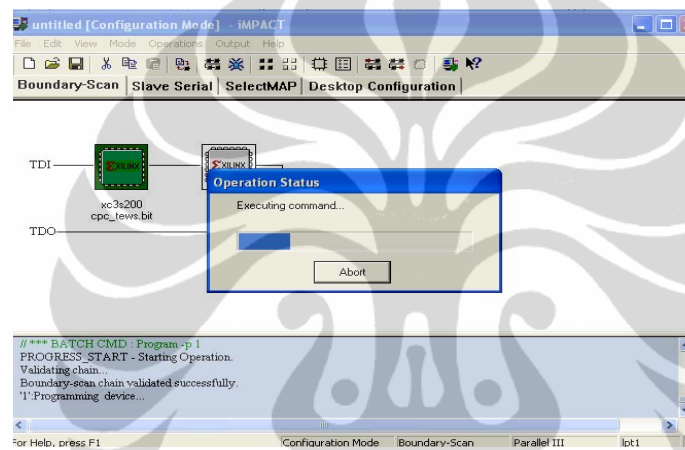 untitled [Configuration Mode] - iMPACT
File Edit View Mode Operations Output Help
Boundary-Scan Slave Serial SelectMAP Desktop Configuration
TDI
XILINX
XILINX
xc3s200
cpc_tews.bit
TDO
Operation Status
Executing command...
Abort
// *** BATCH CMD : Program -p 1
PROGRESS_START - Starting Operation.
Validating chain...
Boundary-scan chain validated successfully.
'1':Programming device...
For Help, press F1 Configuration Mode Boundary-Scan Parallel III lpt1